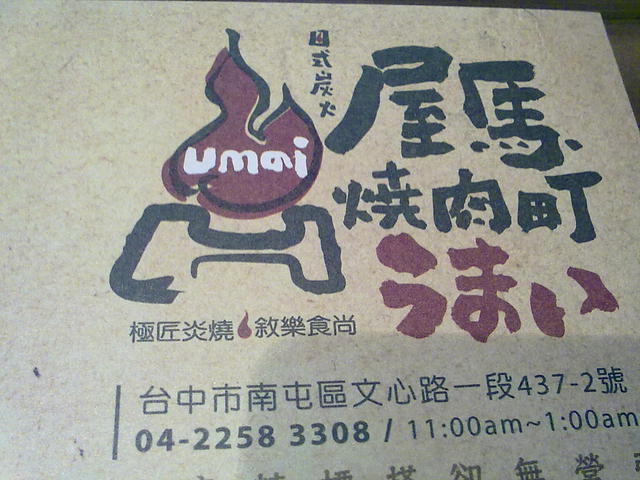 日式炭火
屋馬
Umai
燒肉町
うまい
極匠炎燒 敘樂食尚
台中市南屯區文心路一段437-2號
04-2258 3308 / 11:00am~1:00am